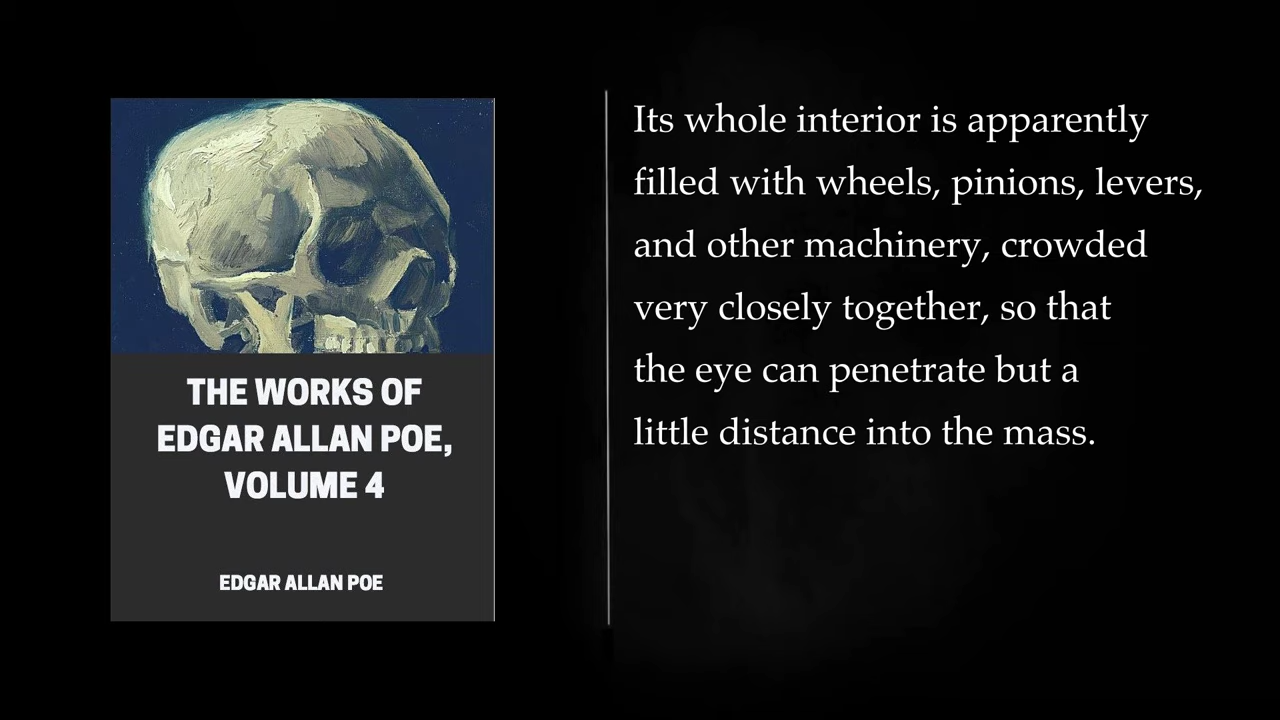 THE WORKS OF
EDGAR ALLAN POE,
VOLUME 4
EDGAR ALLAN POE
Its whole interior is apparently
filled with wheels, pinions, levers,
and other machinery, crowded
very closely together, so that
the eye can penetrate but a
little distance into the mass.